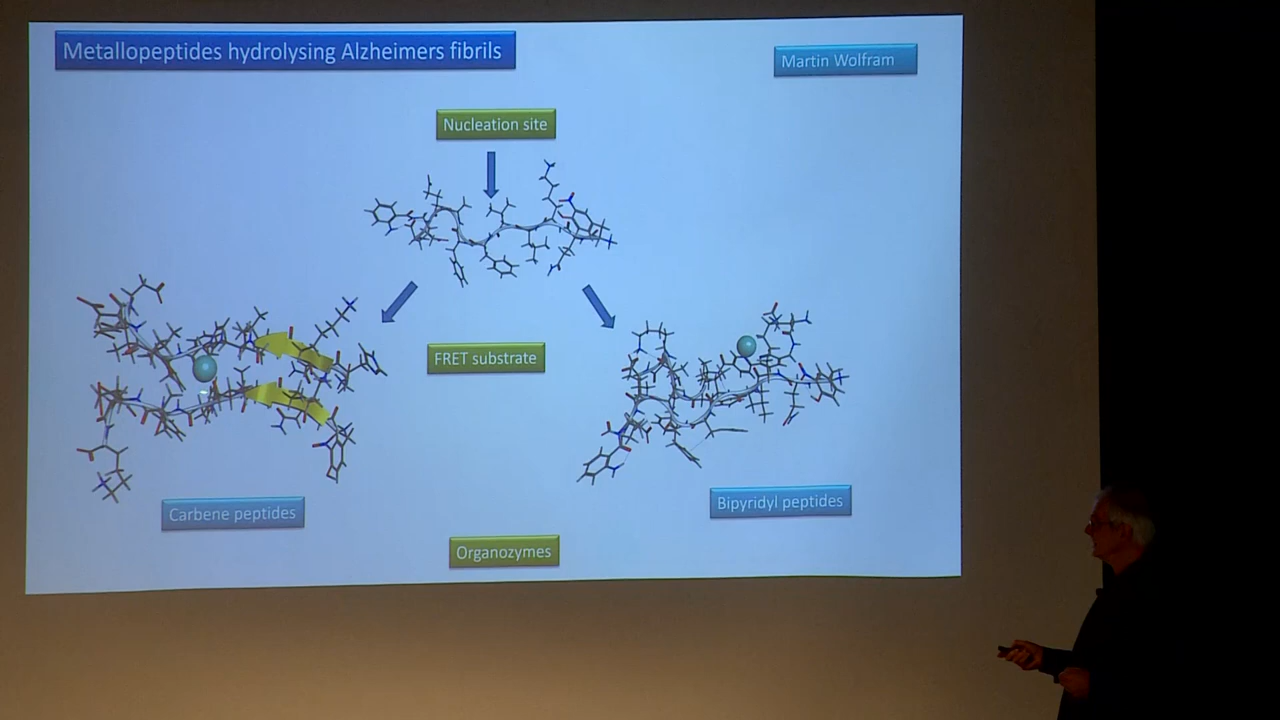 Metallopeptides hydrolysing Alzheimers fibrils
Martin Wolfram
Nucleation site
FRET substrate
Carbene peptides
Bipyridyl peptides
Organozymes